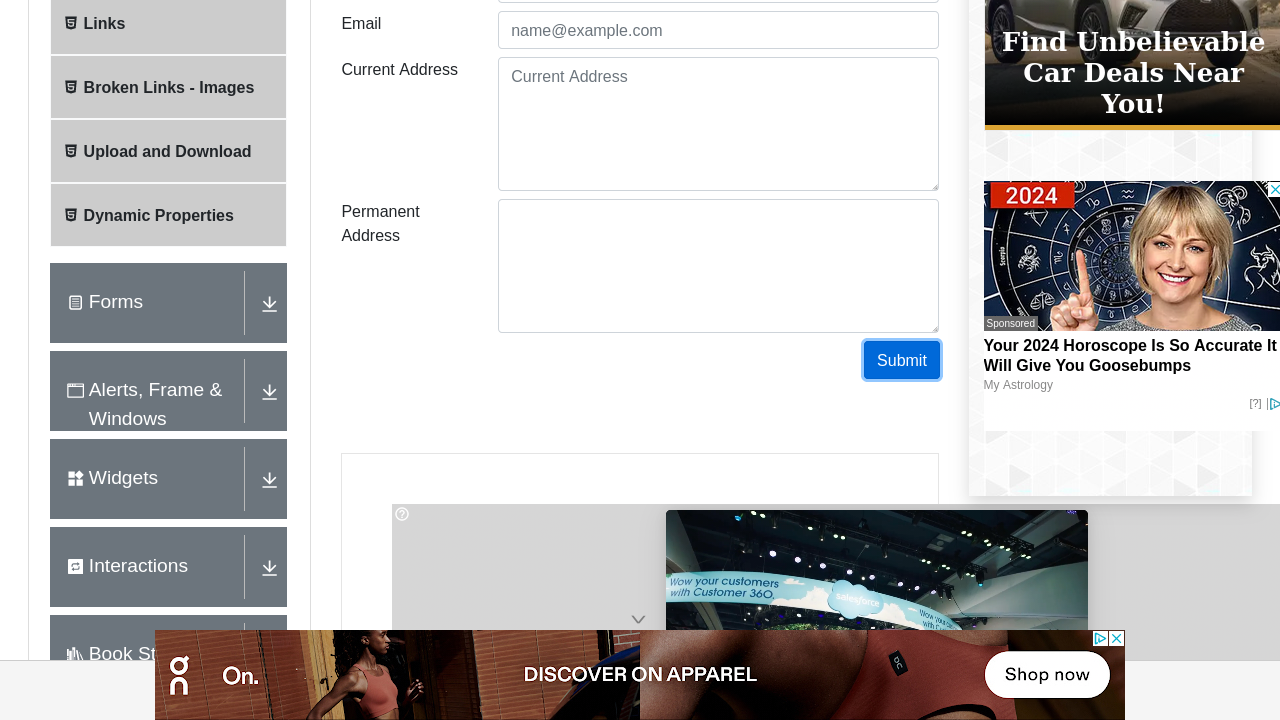 Links
Broken Links - Images
Upload and Download
Dynamic Properties
Forms
Alerts, Frame &
Windows
Widgets
Interactions
Book St
Email
name@example.com
Current Address
Current Address
Permanent
Address
Submit
Find Unbelievable
Car Deals Near
You!
2024
Sponsored
Your 2024 Horoscope Is So Accurate It
Will Give You Goosebumps
My Astrology
[?]
Wow your customers
with Customer 360.
salesforce
On.
DISCOVER ON APPAREL
Shop now